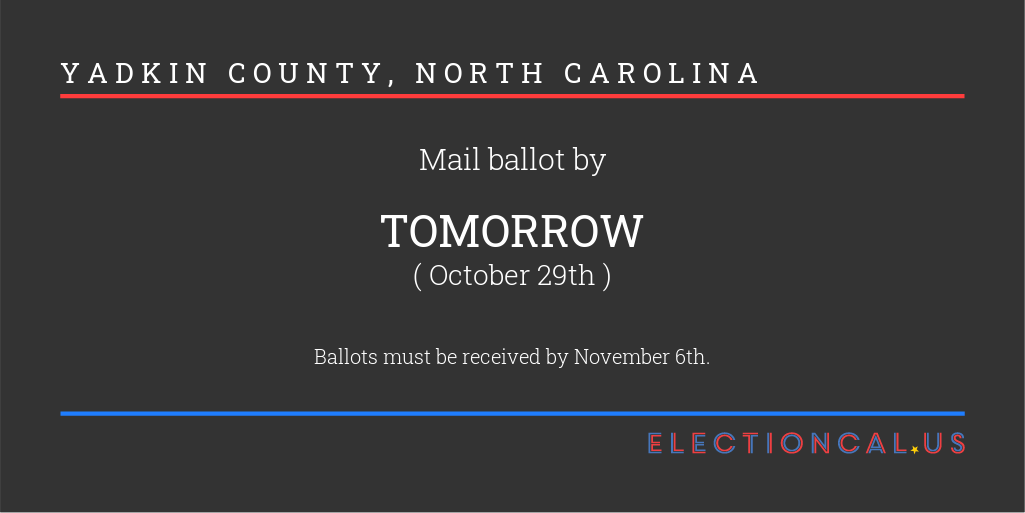 YADKIN COUNTY, NORTH CAROLINA
Mail ballot by
TOMORROW
( October 29th )
Ballots must be received by November 6th.
ELECTIONCAL.US